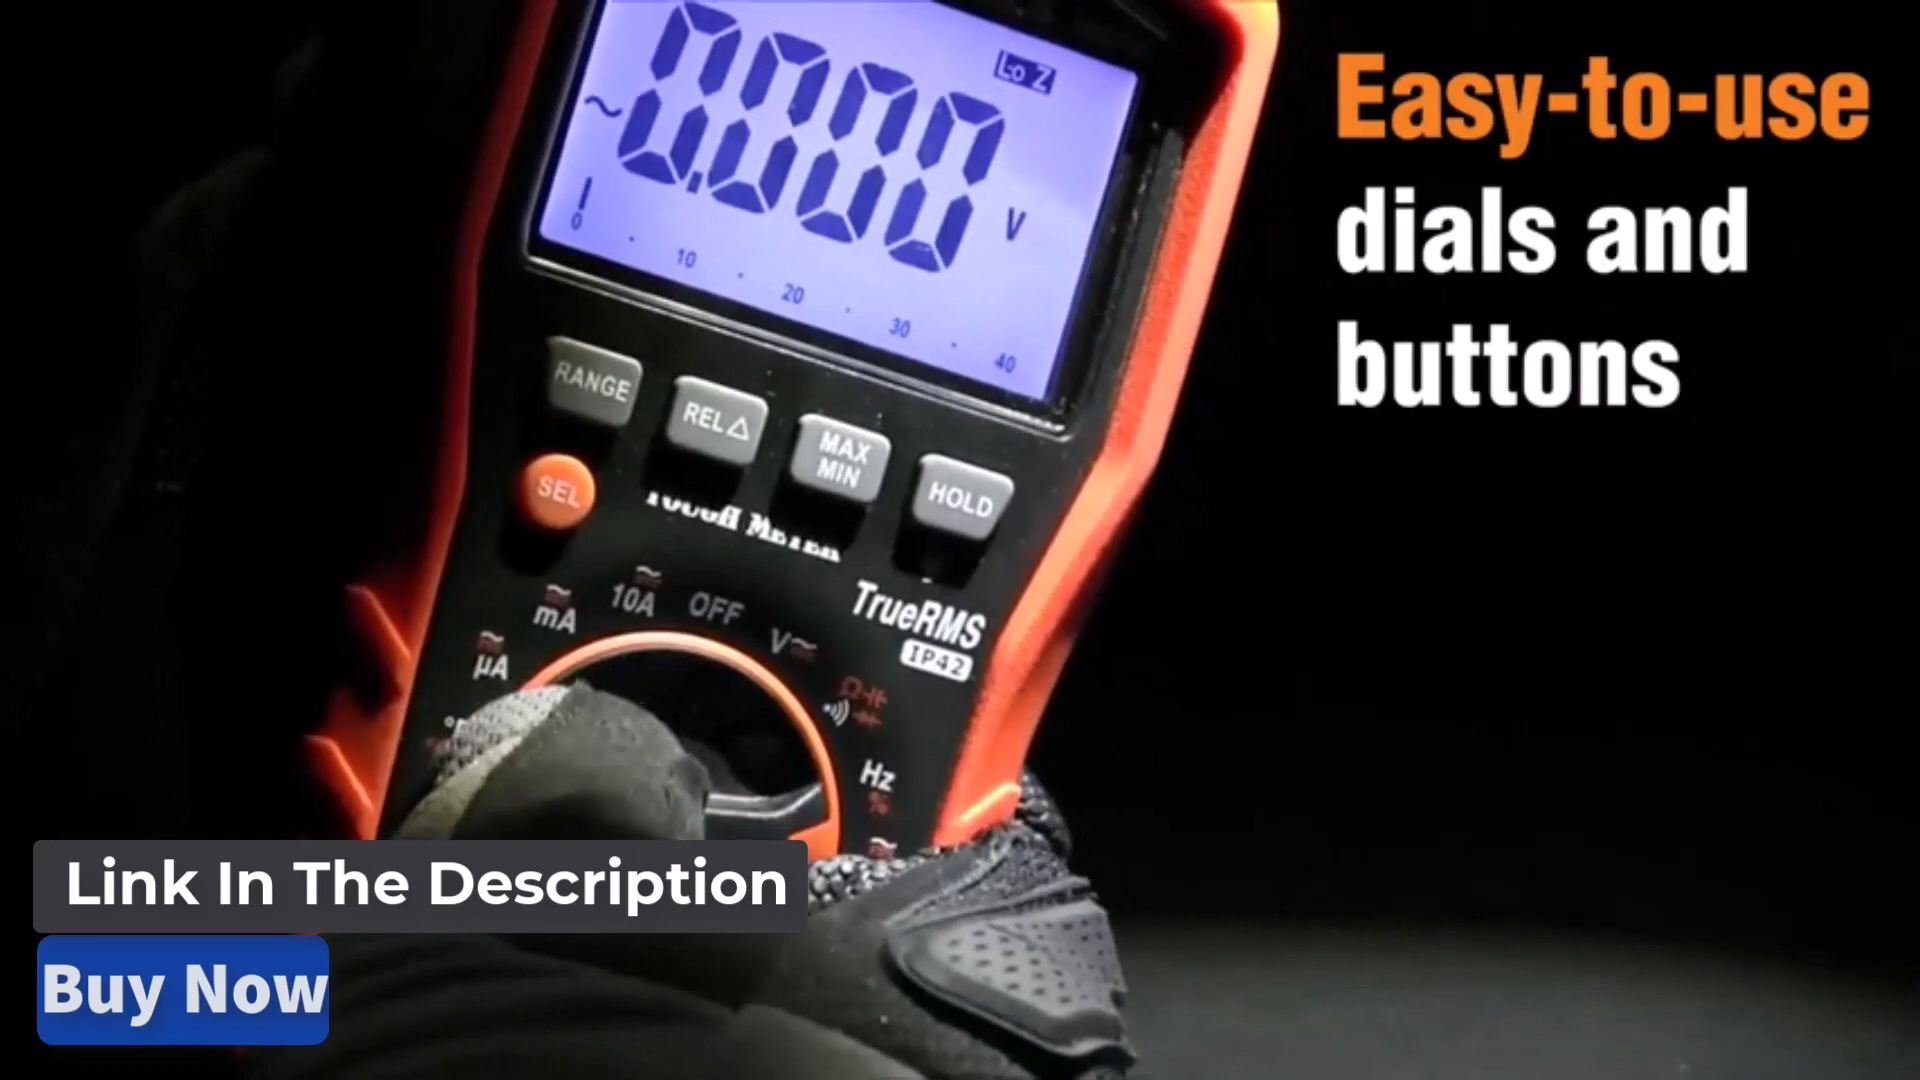 Easy-to-use
dials and
buttons
Lo Z
~0.000 V
0 10 20 30 40
RANGE
REL△
MAX
MIN
HOLD
SEL
TOUGH METER
TrueRMS
IP42
µA
mA
10A
OFF
V
Hz
%
Link In The Description
Buy Now